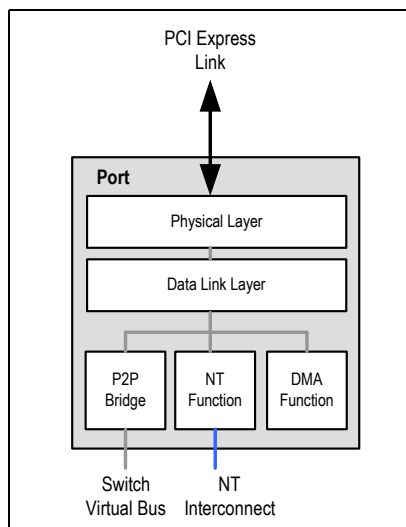 PCI Express
Link
Port
Physical Layer
Data Link Layer
P2P
Bridge
NT
Function
DMA
Function
Switch
Virtual Bus
NT
Interconnect